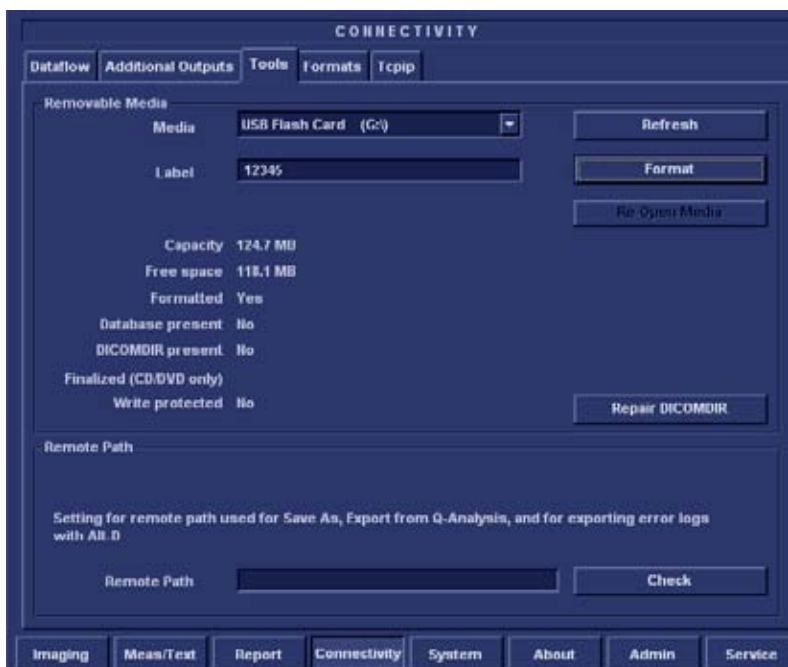 CONNECTIVITY
Dataflow Additional Outputs Tools Formats Tcpip
Removable Media
Media USB Flash Card (G:\) Refresh
Label 12345 Format
Re-Open Media
Capacity 124.7 MB
Free space 118.1 MB
Formatted Yes
Database present No
DICOMDIR present No
Finalized (CD/DVD only)
Write protected No Repair DICOMDIR
Remote Path
Setting for remote path used for Save As, Export from Q-Analysis, and for exporting error logs
with Alt-D
Remote Path Check
Imaging Meas/Text Report Connectivity System About Admin Service